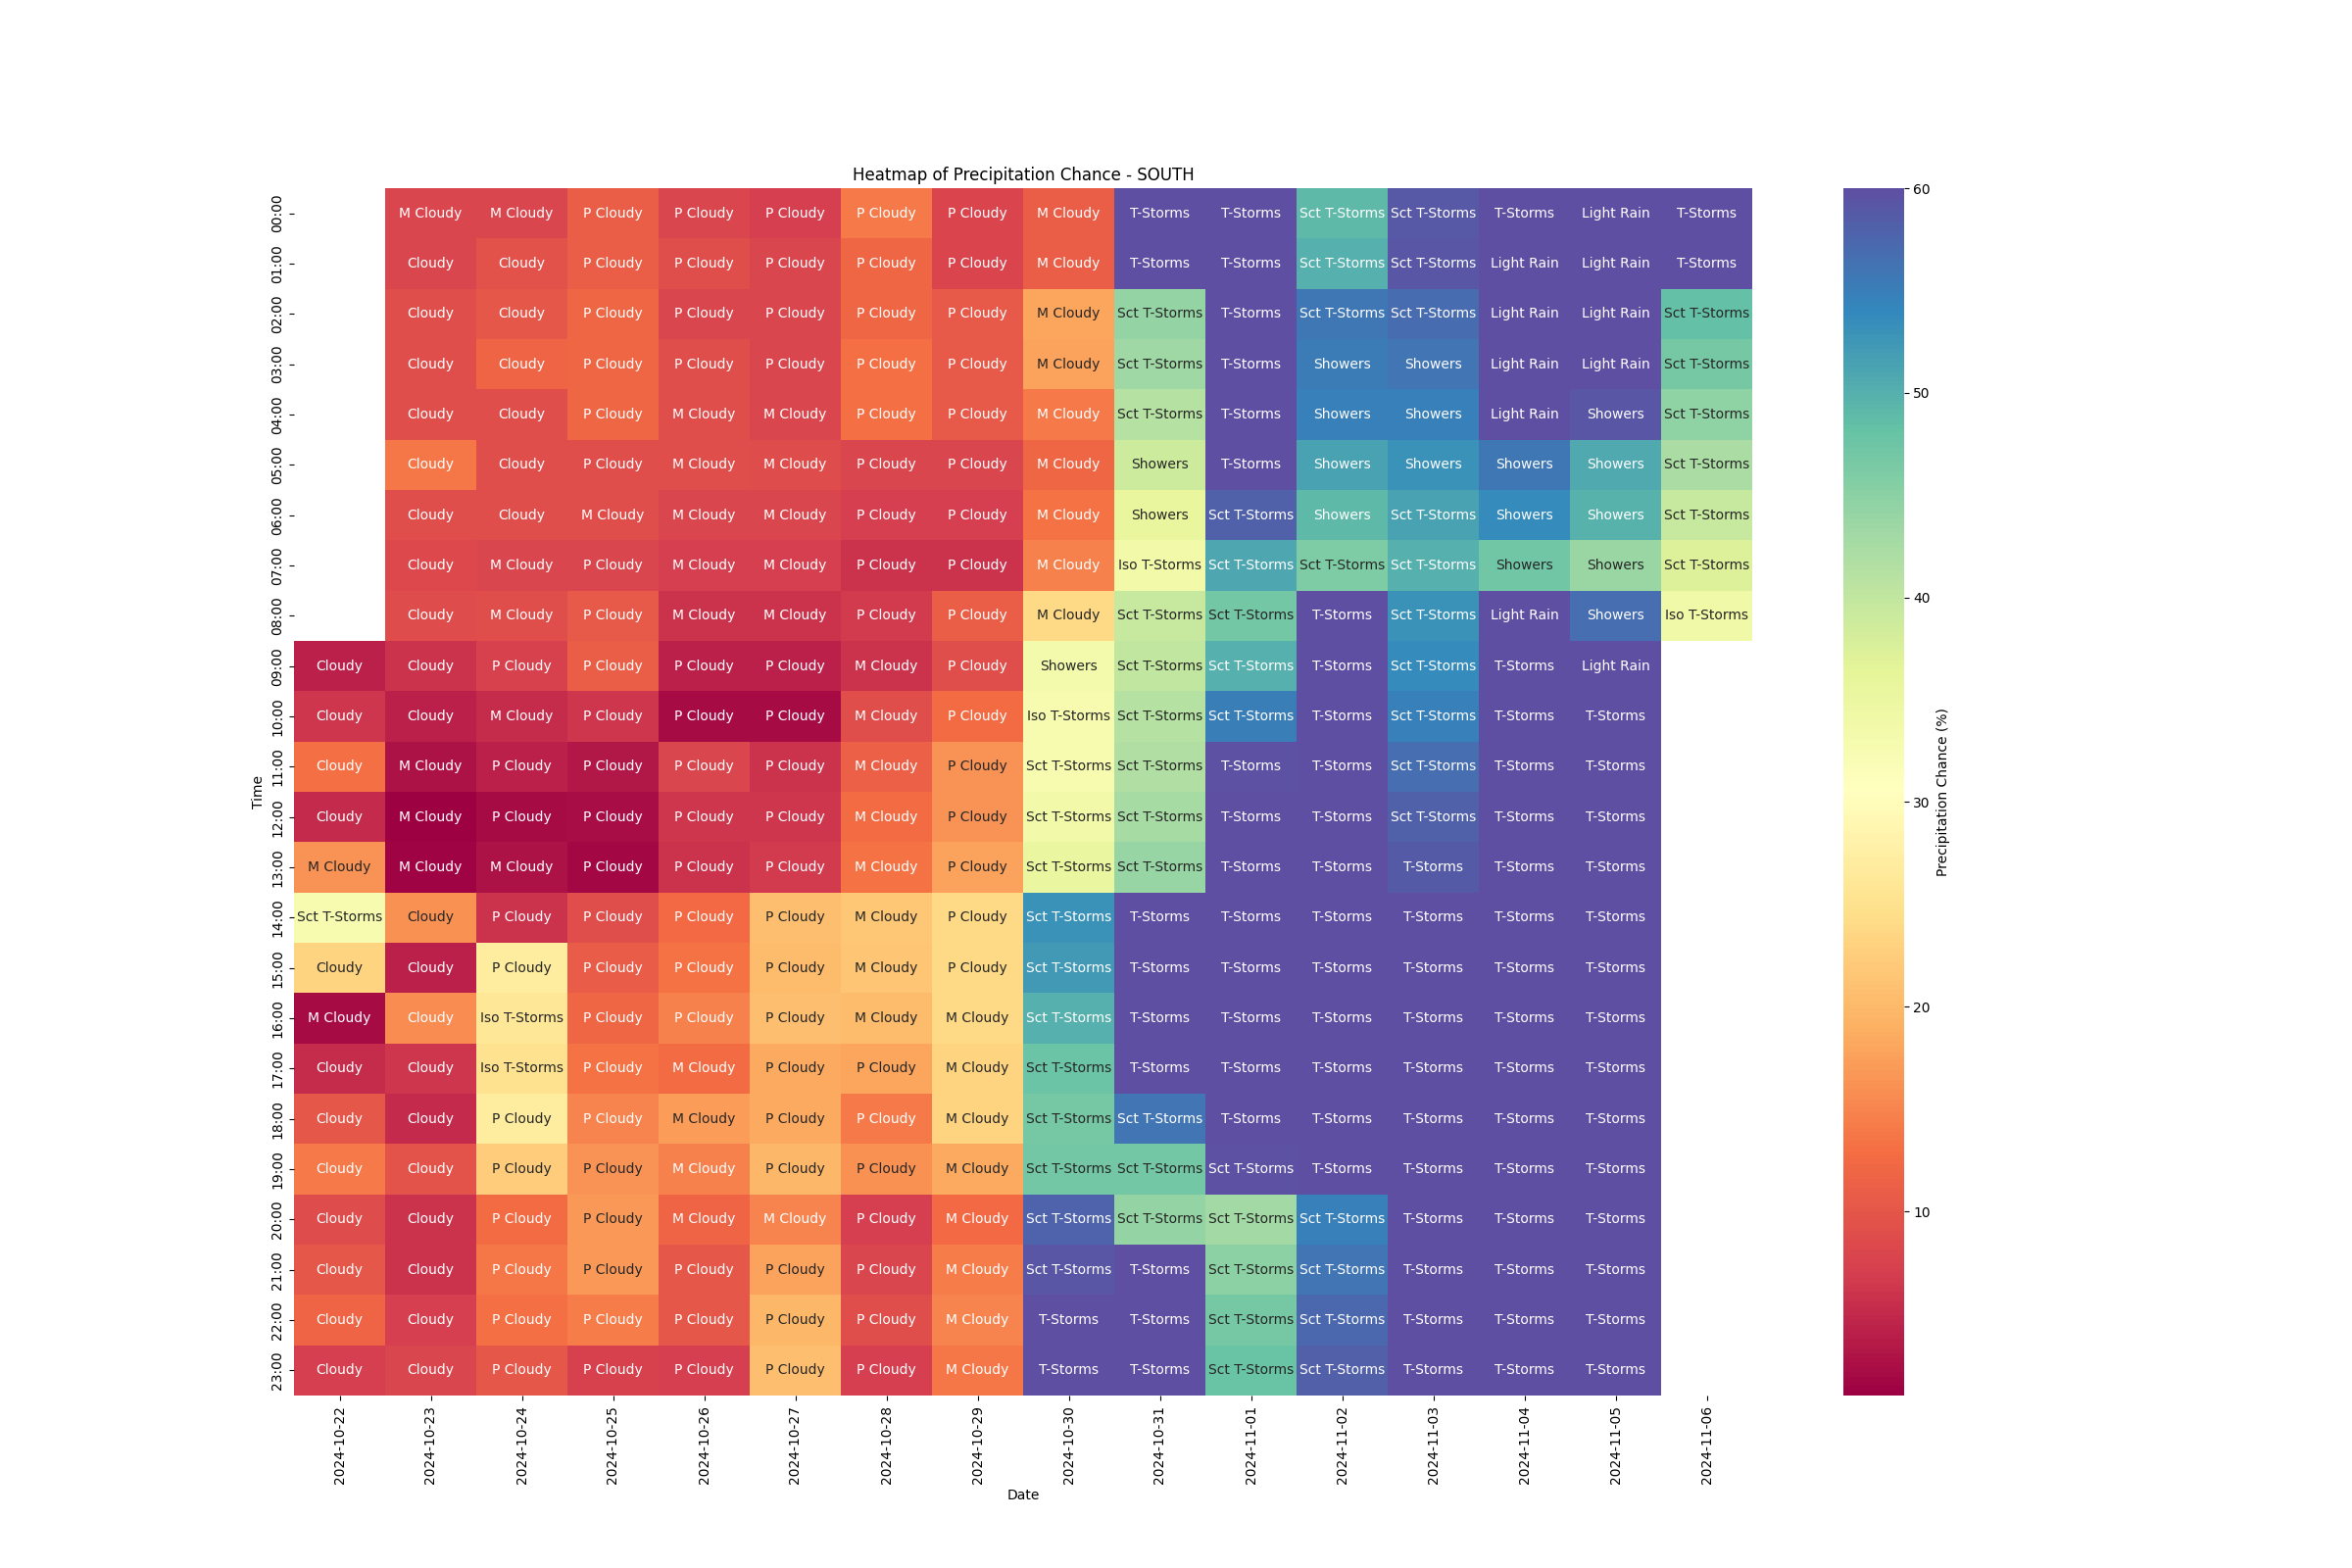 Heatmap of Precipitation Chance - SOUTH
00:00 M Cloudy M Cloudy P Cloudy P Cloudy P Cloudy P Cloudy P Cloudy M Cloudy T-Storms T-Storms Sct T-Storms Sct T-Storms T-Storms Light Rain T-Storms
01:00 Cloudy Cloudy P Cloudy P Cloudy P Cloudy P Cloudy P Cloudy M Cloudy T-Storms T-Storms Sct T-Storms Sct T-Storms Light Rain Light Rain T-Storms
02:00 Cloudy Cloudy P Cloudy P Cloudy P Cloudy P Cloudy P Cloudy M Cloudy Sct T-Storms T-Storms Sct T-Storms Sct T-Storms Light Rain Light Rain Sct T-Storms
03:00 Cloudy Cloudy P Cloudy P Cloudy P Cloudy P Cloudy P Cloudy M Cloudy Sct T-Storms T-Storms Showers Showers Light Rain Light Rain Sct T-Storms
04:00 Cloudy Cloudy P Cloudy M Cloudy M Cloudy P Cloudy P Cloudy M Cloudy Sct T-Storms T-Storms Showers Showers Light Rain Showers Sct T-Storms
05:00 Cloudy Cloudy P Cloudy M Cloudy M Cloudy P Cloudy P Cloudy M Cloudy Showers T-Storms Showers Showers Showers Showers Sct T-Storms
06:00 Cloudy Cloudy M Cloudy M Cloudy M Cloudy P Cloudy P Cloudy M Cloudy Showers Sct T-Storms Showers Sct T-Storms Showers Showers Sct T-Storms
07:00 Cloudy M Cloudy P Cloudy M Cloudy M Cloudy P Cloudy P Cloudy M Cloudy Iso T-Storms Sct T-Storms Sct T-Storms Sct T-Storms Showers Showers Sct T-Storms
08:00 Cloudy M Cloudy P Cloudy M Cloudy M Cloudy P Cloudy P Cloudy M Cloudy Sct T-Storms Sct T-Storms T-Storms Sct T-Storms Light Rain Showers Iso T-Storms
09:00 Cloudy Cloudy P Cloudy P Cloudy P Cloudy P Cloudy M Cloudy P Cloudy Showers Sct T-Storms Sct T-Storms T-Storms Sct T-Storms T-Storms Light Rain
10:00 Cloudy Cloudy M Cloudy P Cloudy P Cloudy P Cloudy M Cloudy P Cloudy Iso T-Storms Sct T-Storms Sct T-Storms T-Storms Sct T-Storms T-Storms T-Storms
11:00 Cloudy M Cloudy P Cloudy P Cloudy P Cloudy P Cloudy M Cloudy P Cloudy Sct T-Storms Sct T-Storms T-Storms T-Storms Sct T-Storms T-Storms T-Storms
12:00 Cloudy M Cloudy P Cloudy P Cloudy P Cloudy P Cloudy M Cloudy P Cloudy Sct T-Storms Sct T-Storms T-Storms T-Storms Sct T-Storms T-Storms T-Storms
13:00 M Cloudy M Cloudy M Cloudy P Cloudy P Cloudy P Cloudy M Cloudy P Cloudy Sct T-Storms Sct T-Storms T-Storms T-Storms T-Storms T-Storms T-Storms
14:00 Sct T-Storms Cloudy P Cloudy P Cloudy P Cloudy P Cloudy M Cloudy P Cloudy Sct T-Storms T-Storms T-Storms T-Storms T-Storms T-Storms T-Storms
15:00 Cloudy Cloudy P Cloudy P Cloudy P Cloudy P Cloudy M Cloudy P Cloudy Sct T-Storms T-Storms T-Storms T-Storms T-Storms T-Storms T-Storms
16:00 M Cloudy Cloudy Iso T-Storms P Cloudy P Cloudy P Cloudy M Cloudy M Cloudy Sct T-Storms T-Storms T-Storms T-Storms T-Storms T-Storms T-Storms
17:00 Cloudy Cloudy Iso T-Storms P Cloudy M Cloudy P Cloudy P Cloudy M Cloudy Sct T-Storms T-Storms T-Storms T-Storms T-Storms T-Storms T-Storms
18:00 Cloudy Cloudy P Cloudy P Cloudy M Cloudy P Cloudy P Cloudy M Cloudy Sct T-Storms Sct T-Storms T-Storms T-Storms T-Storms T-Storms T-Storms
19:00 Cloudy Cloudy P Cloudy P Cloudy M Cloudy P Cloudy P Cloudy M Cloudy Sct T-Storms Sct T-Storms Sct T-Storms T-Storms T-Storms T-Storms T-Storms
20:00 Cloudy Cloudy P Cloudy P Cloudy M Cloudy M Cloudy P Cloudy M Cloudy Sct T-Storms Sct T-Storms Sct T-Storms Sct T-Storms T-Storms T-Storms T-Storms
21:00 Cloudy Cloudy P Cloudy P Cloudy P Cloudy P Cloudy P Cloudy M Cloudy Sct T-Storms T-Storms Sct T-Storms Sct T-Storms T-Storms T-Storms T-Storms
22:00 Cloudy Cloudy P Cloudy P Cloudy P Cloudy P Cloudy P Cloudy M Cloudy T-Storms T-Storms Sct T-Storms Sct T-Storms T-Storms T-Storms T-Storms
23:00 Cloudy Cloudy P Cloudy P Cloudy P Cloudy P Cloudy P Cloudy M Cloudy T-Storms T-Storms Sct T-Storms Sct T-Storms T-Storms T-Storms T-Storms
Time
2024-10-22 2024-10-23 2024-10-24 2024-10-25 2024-10-26 2024-10-27 2024-10-28 2024-10-29 2024-10-30 2024-10-31 2024-11-01 2024-11-02 2024-11-03 2024-11-04 2024-11-05 2024-11-06
Date
60
50
40
30
20
10
Precipitation Chance (%)